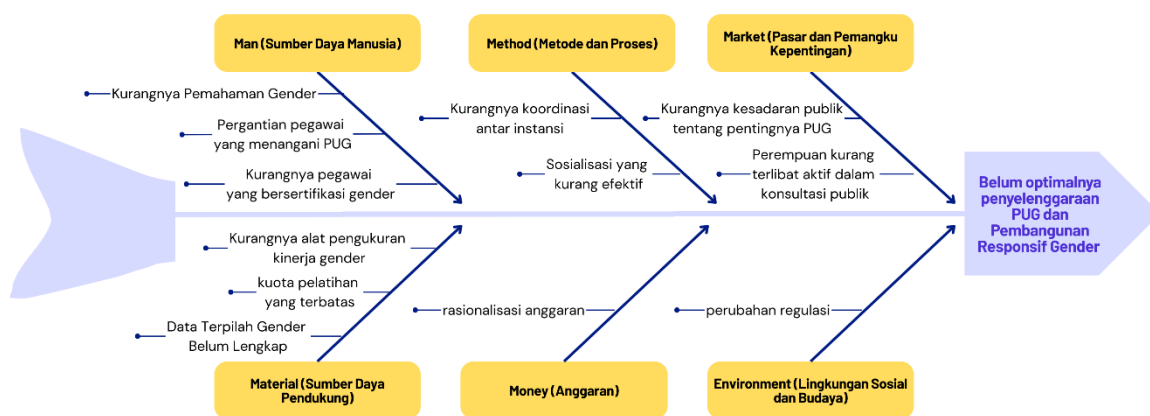 Man (Sumber Daya Manusia)
Method (Metode dan Proses)
Market (Pasar dan Pemangku
Kepentingan)
Kurangnya Pemahaman Gender
Pergantian pegawai
yang menangani PUG
Kurangnya pegawai
yang bersertifikasi gender
Kurangnya koordinasi
antar instansi
Sosialisasi yang
kurang efektif
Kurangnya kesadaran publik
tentang pentingnya PUG
Perempuan kurang
terlibat aktif dalam
konsultasi publik
Belum optimalnya
penyelenggaraan
PUG dan
Pembangunan
Responsif Gender
Kurangnya alat pengukuran
kinerja gender
kuota pelatihan
yang terbatas
Data Terpilah Gender
Belum Lengkap
rasionalisasi anggaran
perubahan regulasi
Material (Sumber Daya
Pendukung)
Money (Anggaran)
Environment (Lingkungan Sosial
dan Budaya)